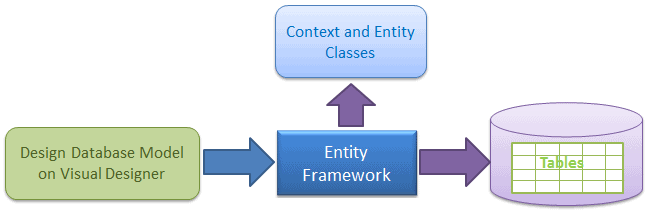 Context and Entity
Classes
Design Database Model
on Visual Designer
Entity
Framework
Tables